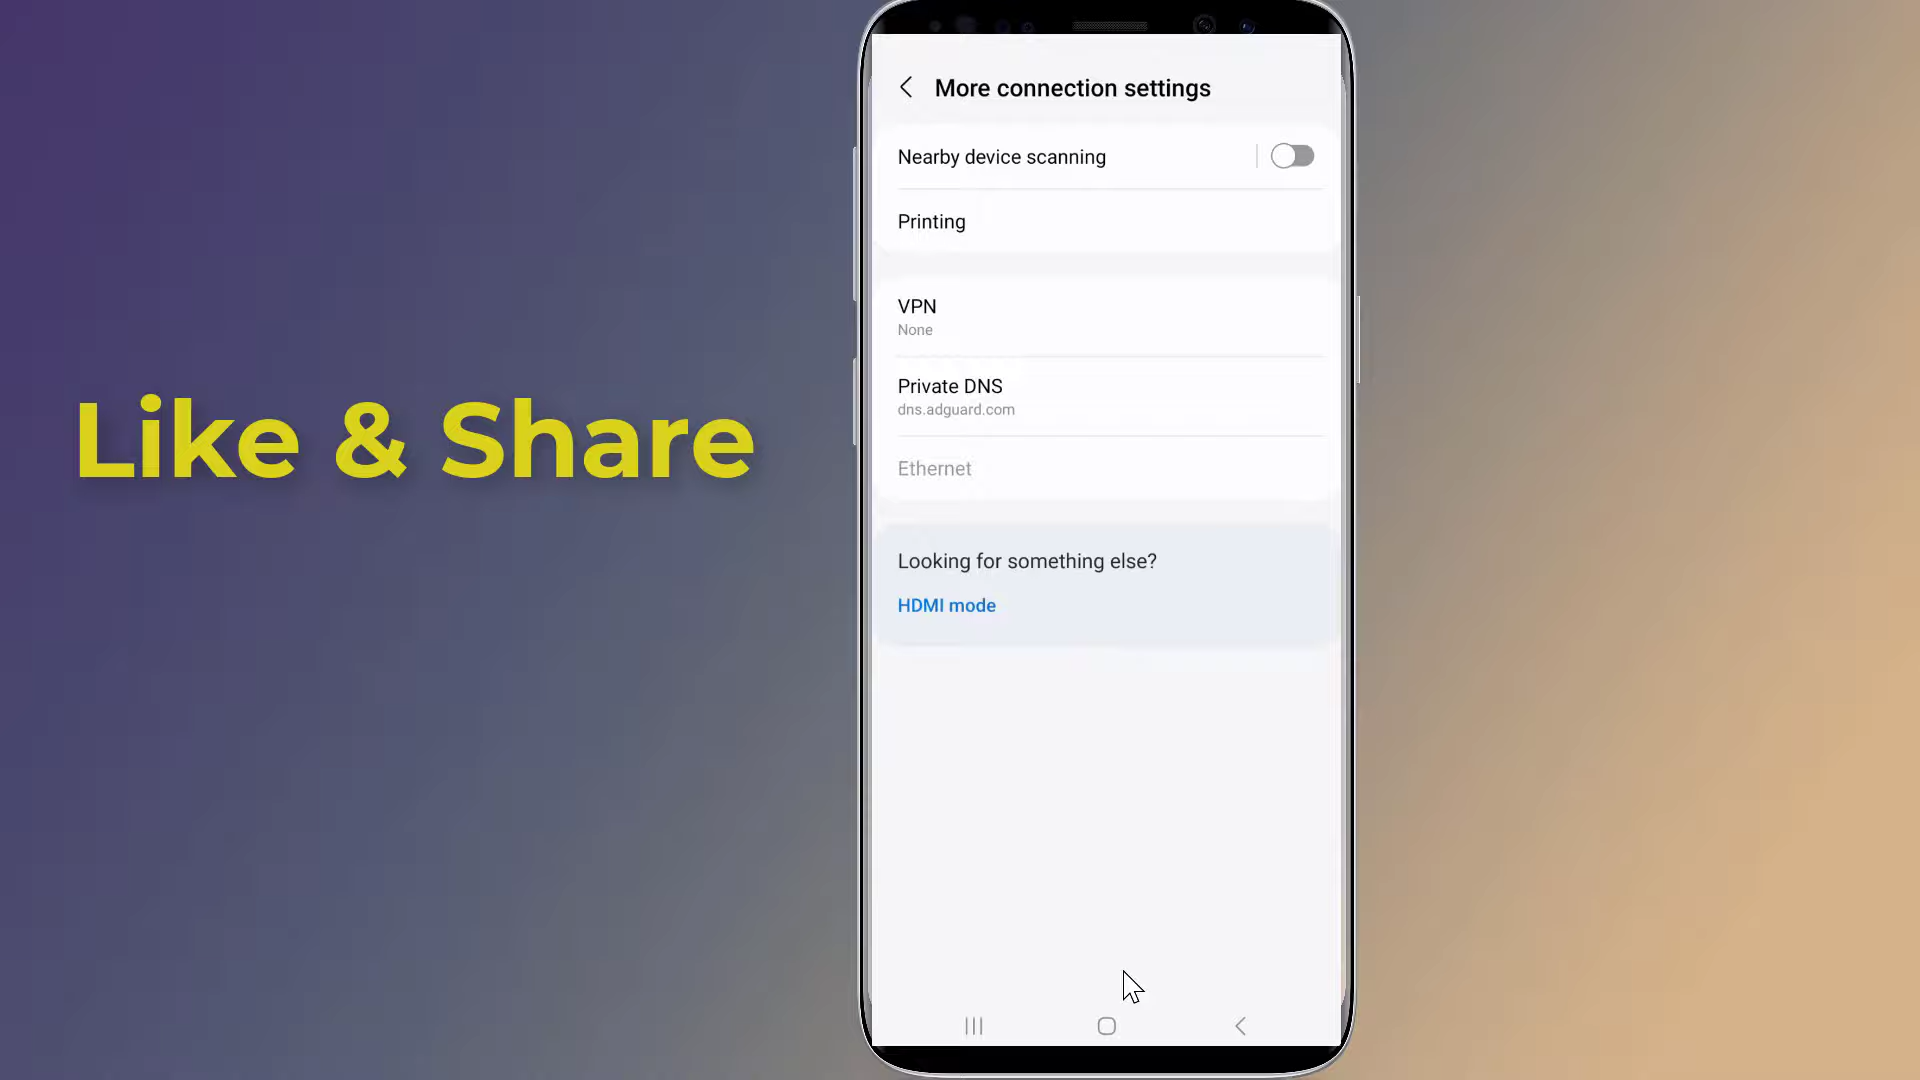 Like & Share
More connection settings
Nearby device scanning
Printing
VPN
None
Private DNS
dns.adguard.com
Ethernet
Looking for something else?
HDMI mode